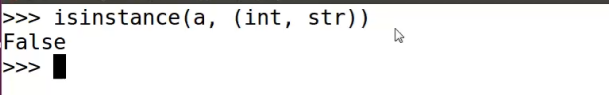 >>> isinstance(a, (int, str))
False
>>>